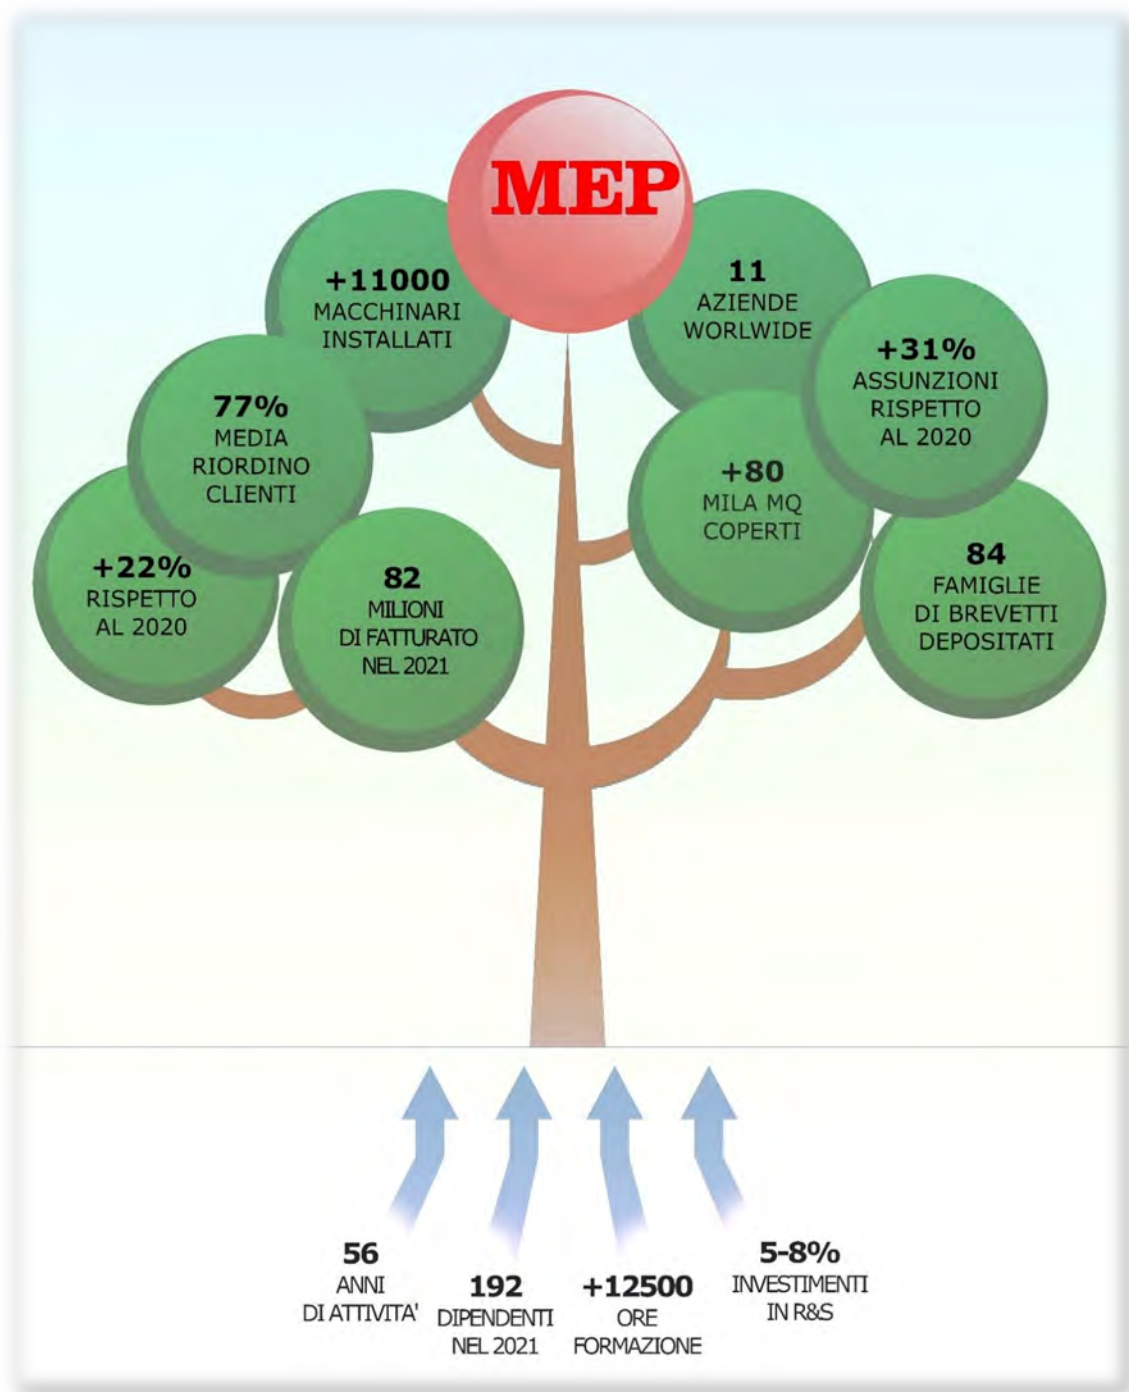 MEP
+11000
MACCHINARI
INSTALLATI
11
AZIENDE
WORLWIDE
+31%
ASSUNZIONI
RISPETTO
AL 2020
77%
MEDIA
RIORDINO
CLIENTI
+80
MILA MQ
COPERTI
+22%
RISPETTO
AL 2020
82
MILIONI
DI FATTURATO
NEL 2021
84
FAMIGLIE
DI BREVETTI
DEPOSITATI
56
ANNI
DI ATTIVITA'
192
DIPENDENTI
NEL 2021
+12500
ORE
FORMAZIONE
5-8%
INVESTIMENTI
IN R&S